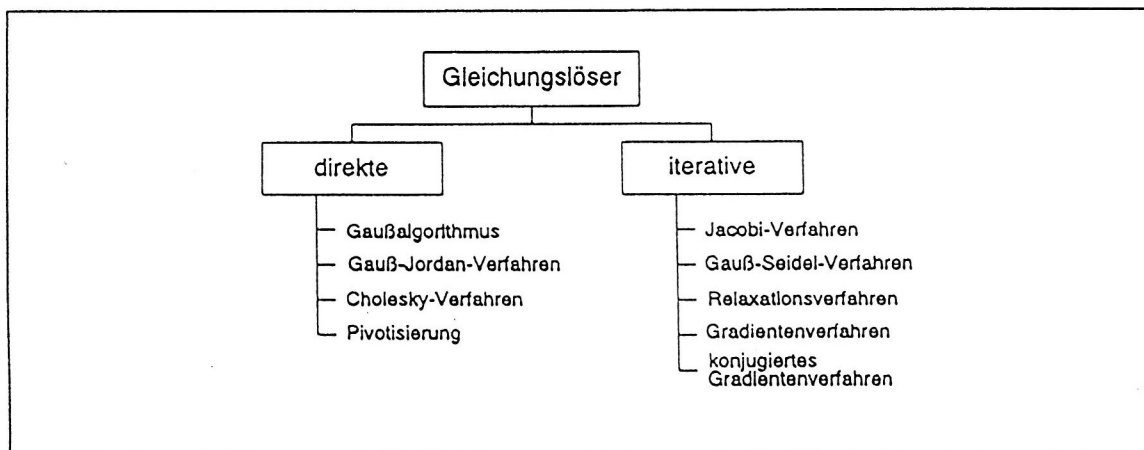 Gleichungslöser
direkte
Gaußalgorithmus
Gauß-Jordan-Verfahren
Cholesky-Verfahren
Pivotisierung
iterative
Jacobi-Verfahren
Gauß-Seidel-Verfahren
Relaxationsverfahren
Gradientenverfahren
konjugiertes
Gradientenverfahren